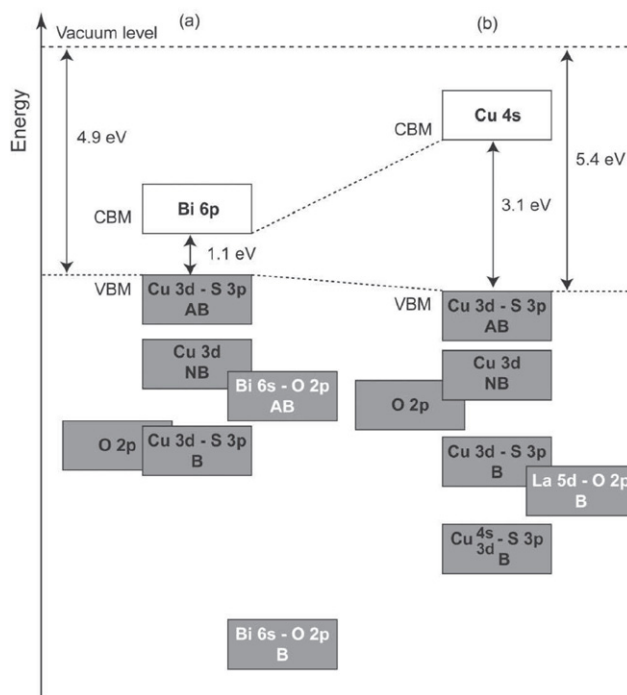 (a)
(b)
Vacuum level
Energy
4.9 eV
CBM
Cu 4s
5.4 eV
CBM
Bi 6p
3.1 eV
1.1 eV
VBM
Cu 3d - S 3p
AB
VBM
Cu 3d - S 3p
AB
Cu 3d
NB
Cu 3d
NB
Bi 6s - O 2p
AB
O 2p
O 2p
Cu 3d - S 3p
B
Cu 3d - S 3p
B
La 5d - O 2p
B
Cu 4s 3d - S 3p
B
Bi 6s - O 2p
B